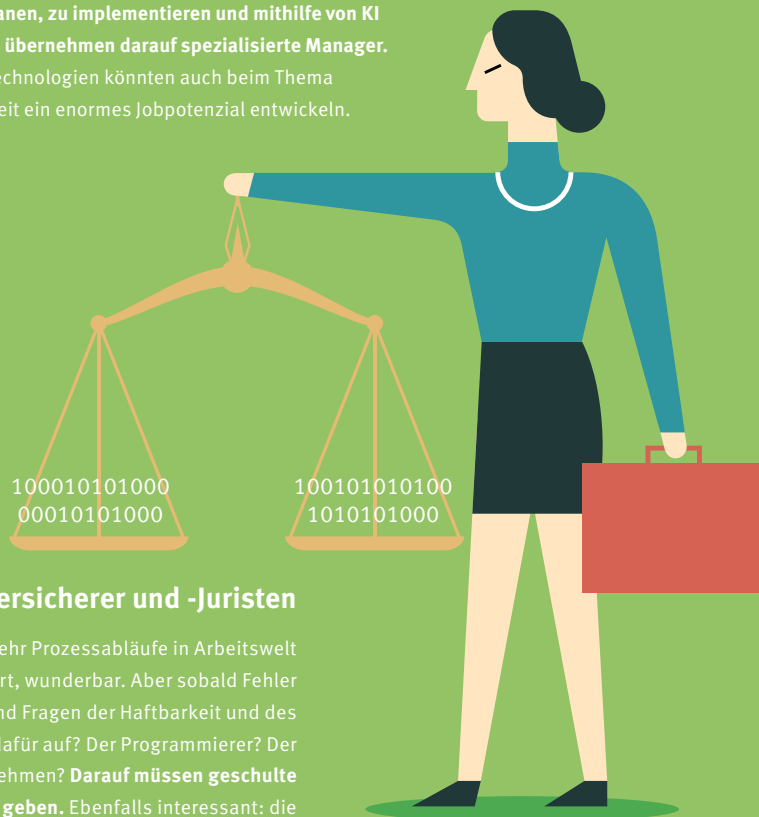 anen, zu implementieren und mithilfe von KI
übernehmen darauf spezialisierte Manager.
echnologien könnten auch beim Thema
eit ein enormes Jobpotenzial entwickeln.
100010101000
00010101000
100101010100
1010101000
ersicherer und -Juristen
ehr Prozessabläufe in Arbeitswelt
rt, wunderbar. Aber sobald Fehler
nd Fragen der Haftbarkeit und des
dafür auf? Der Programmierer? Der
ehmen? Darauf müssen geschulte
geben. Ebenfalls interessant: die